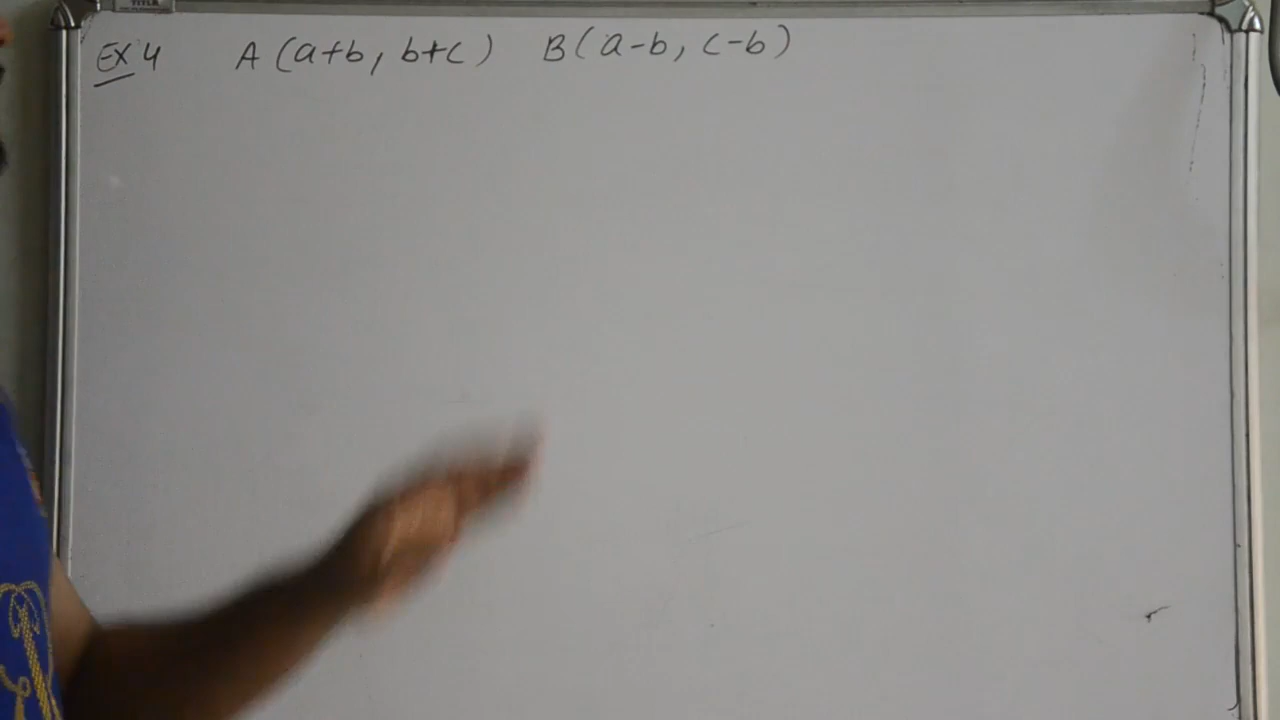 EX 4 A (a+b, b+c) B(a-b, c-b)